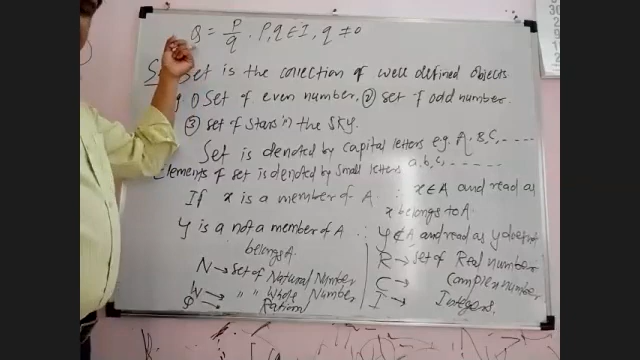 Q = P/q . P,q ∈ I, q ≠ 0
Set is the collection of well defined objects
① Set of even number, ② set of odd number.
③ set of stars in the sky.
Set is denoted by capital letters e.g. A, B, C, -----
Elements of set is denoted by small letters a, b, c, -----
If x is a member of A ∴ x ∈ A and read as
x belongs to A.
y is a not a member of A ∴ y ∉ A and read as y does not
belongs A.
N → set of Natural Number
W → " " Whole Number
Q → Ration
R → set of Real number
C → Complex number
I → Integers.